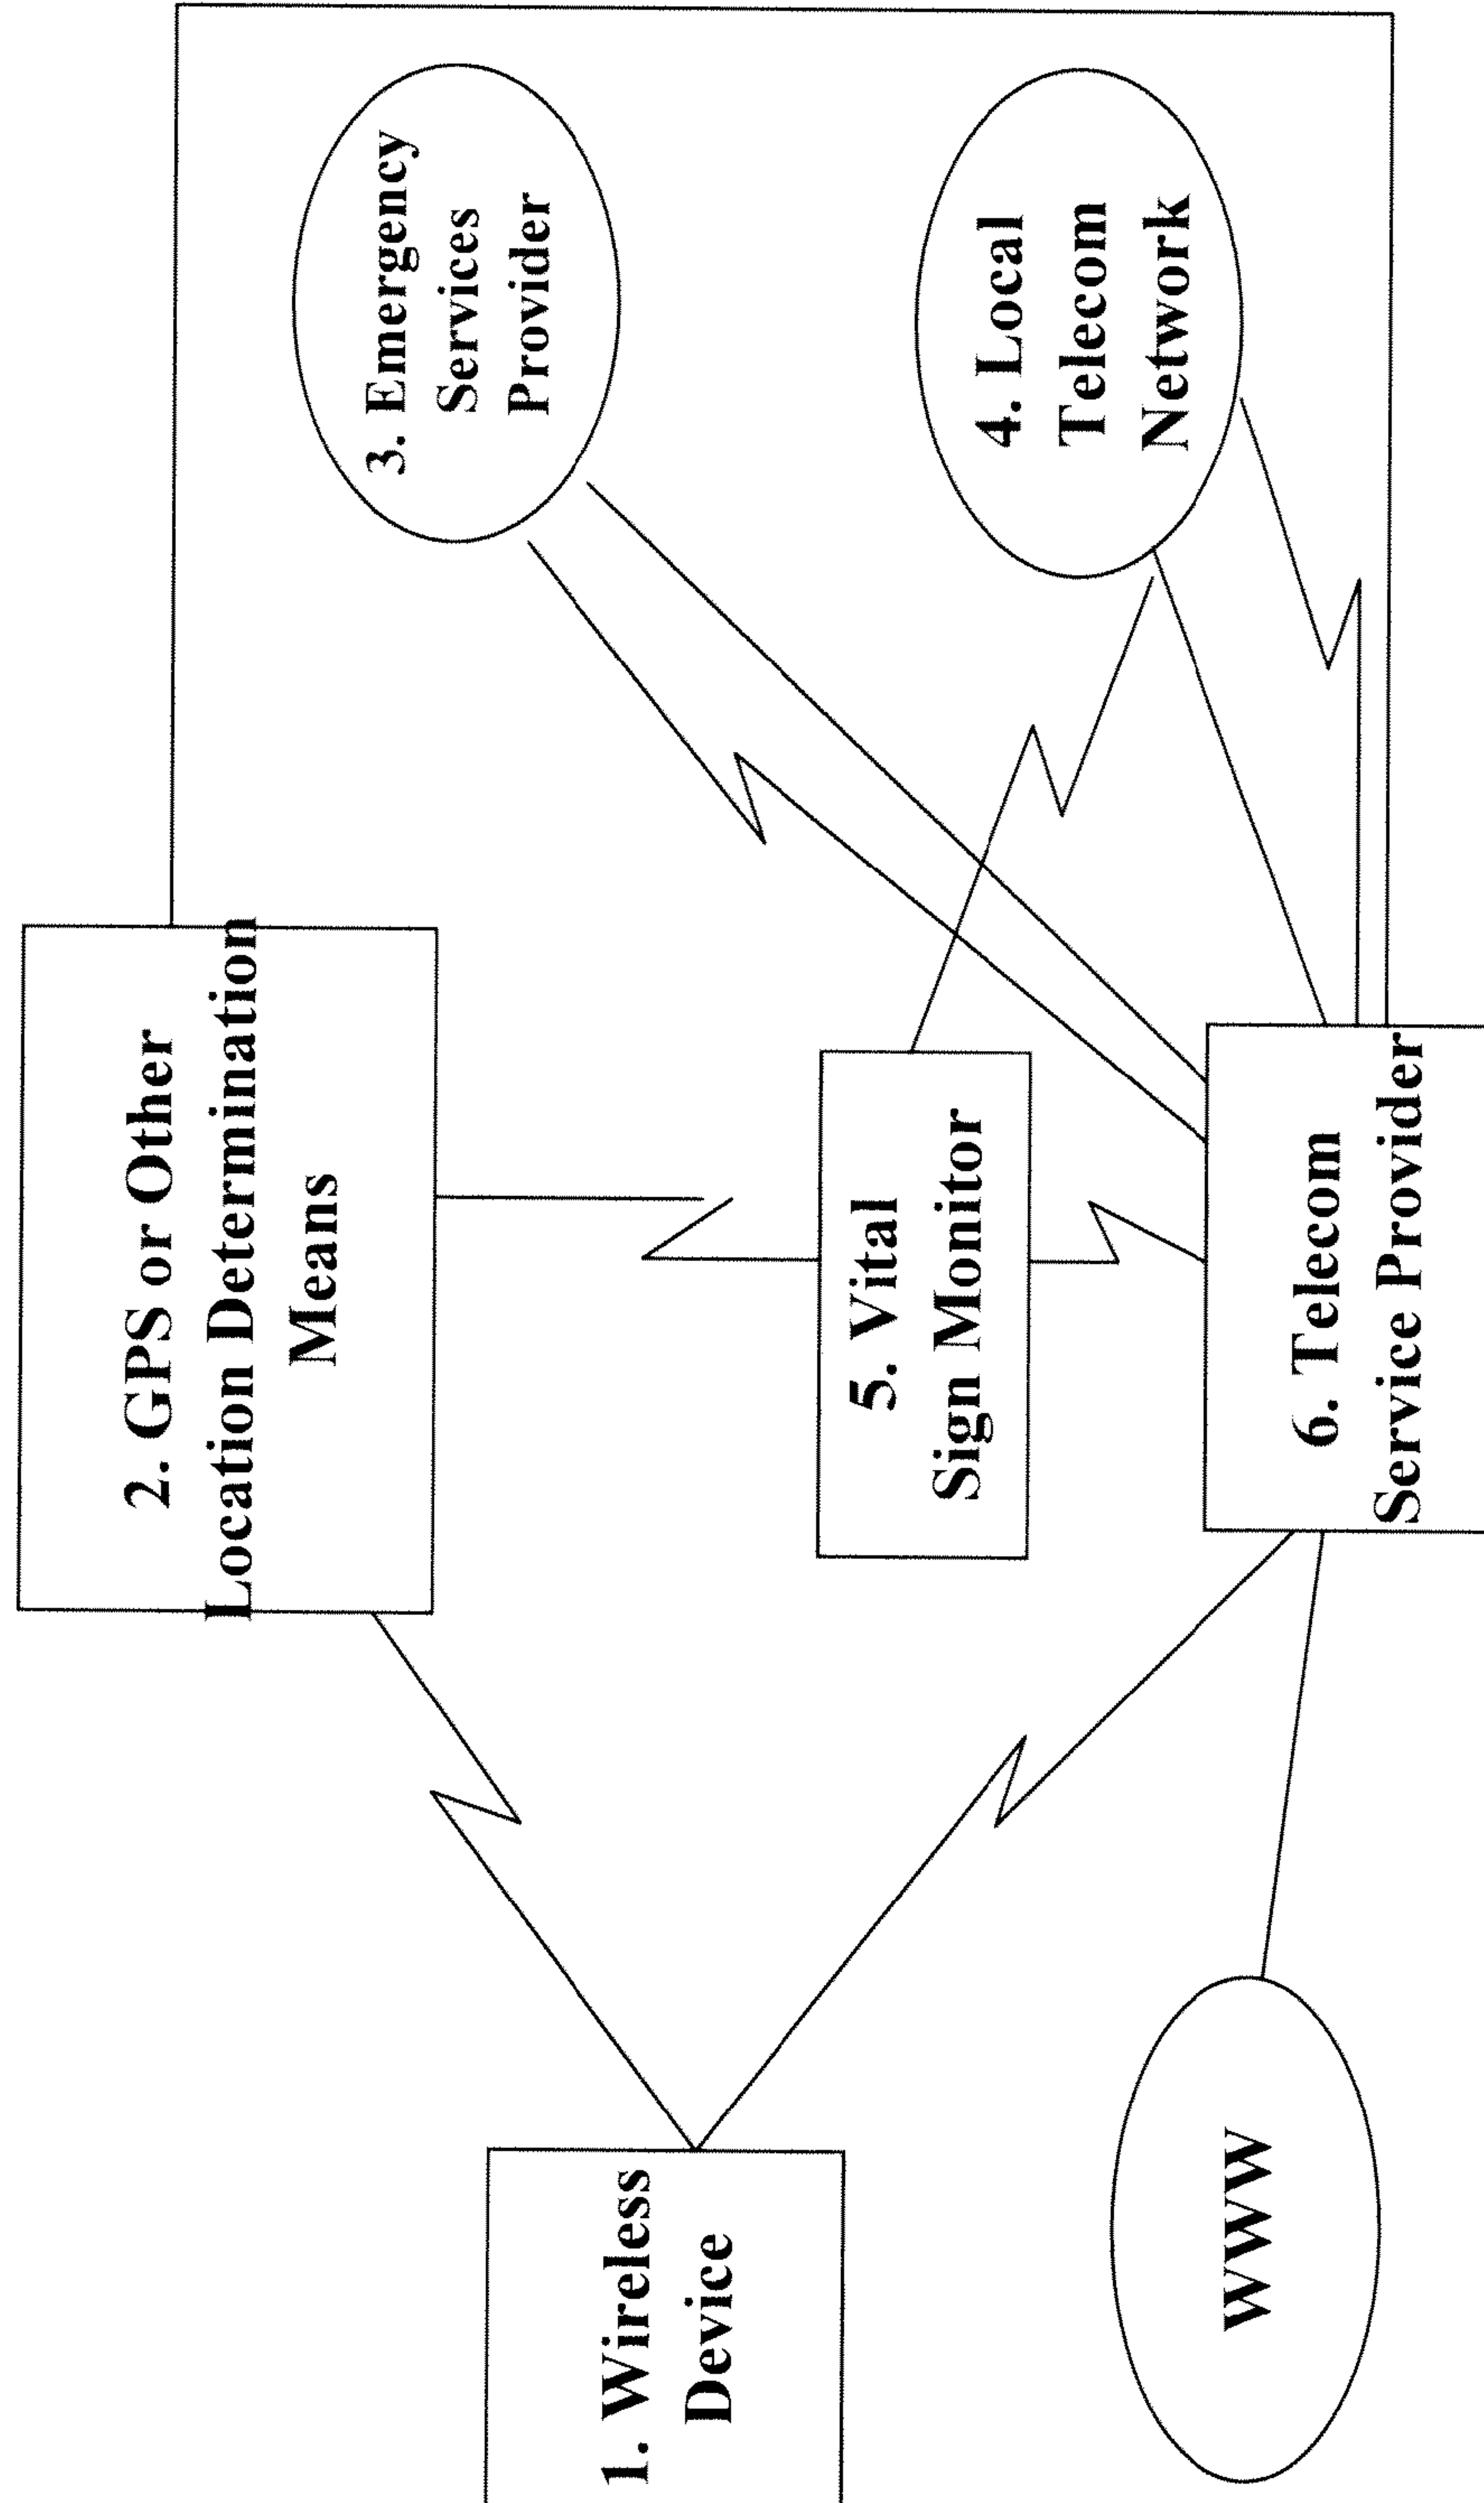 1. Wireless
Device
2. GPS or Other
Location Determination
Means
3. Emergency
Services
Provider
4. Local
Telecom
Network
5. Vital
Sign Monitor
6. Telecom
Service Provider
WWW